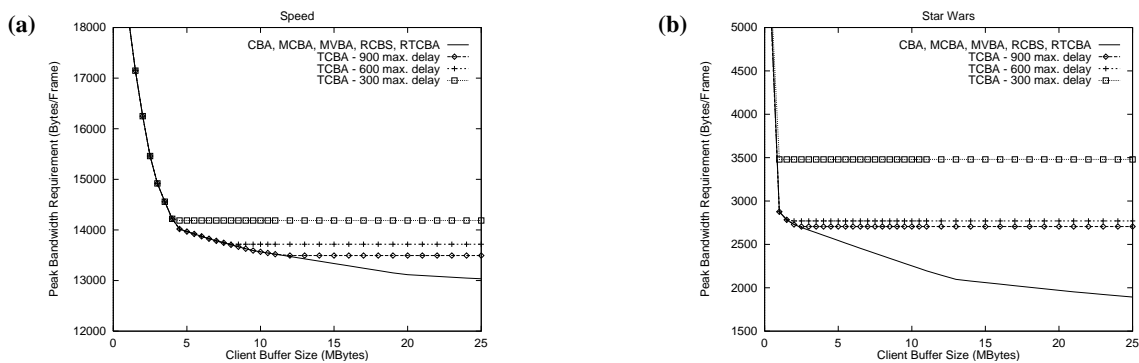 (a)
Speed
CBA, MCBA, MVBA, RCBS, RTCBA
TCBA - 900 max. delay
TCBA - 600 max. delay
TCBA - 300 max. delay
Peak Bandwidth Requirement (Bytes/Frame)
18000
17000
16000
15000
14000
13000
12000
0 5 10 15 20 25
Client Buffer Size (MBytes)
(b)
Star Wars
CBA, MCBA, MVBA, RCBS, RTCBA
TCBA - 900 max. delay
TCBA - 600 max. delay
TCBA - 300 max. delay
Peak Bandwidth Requirement (Bytes/Frame)
5000
4500
4000
3500
3000
2500
2000
1500
0 5 10 15 20 25
Client Buffer Size (MBytes)